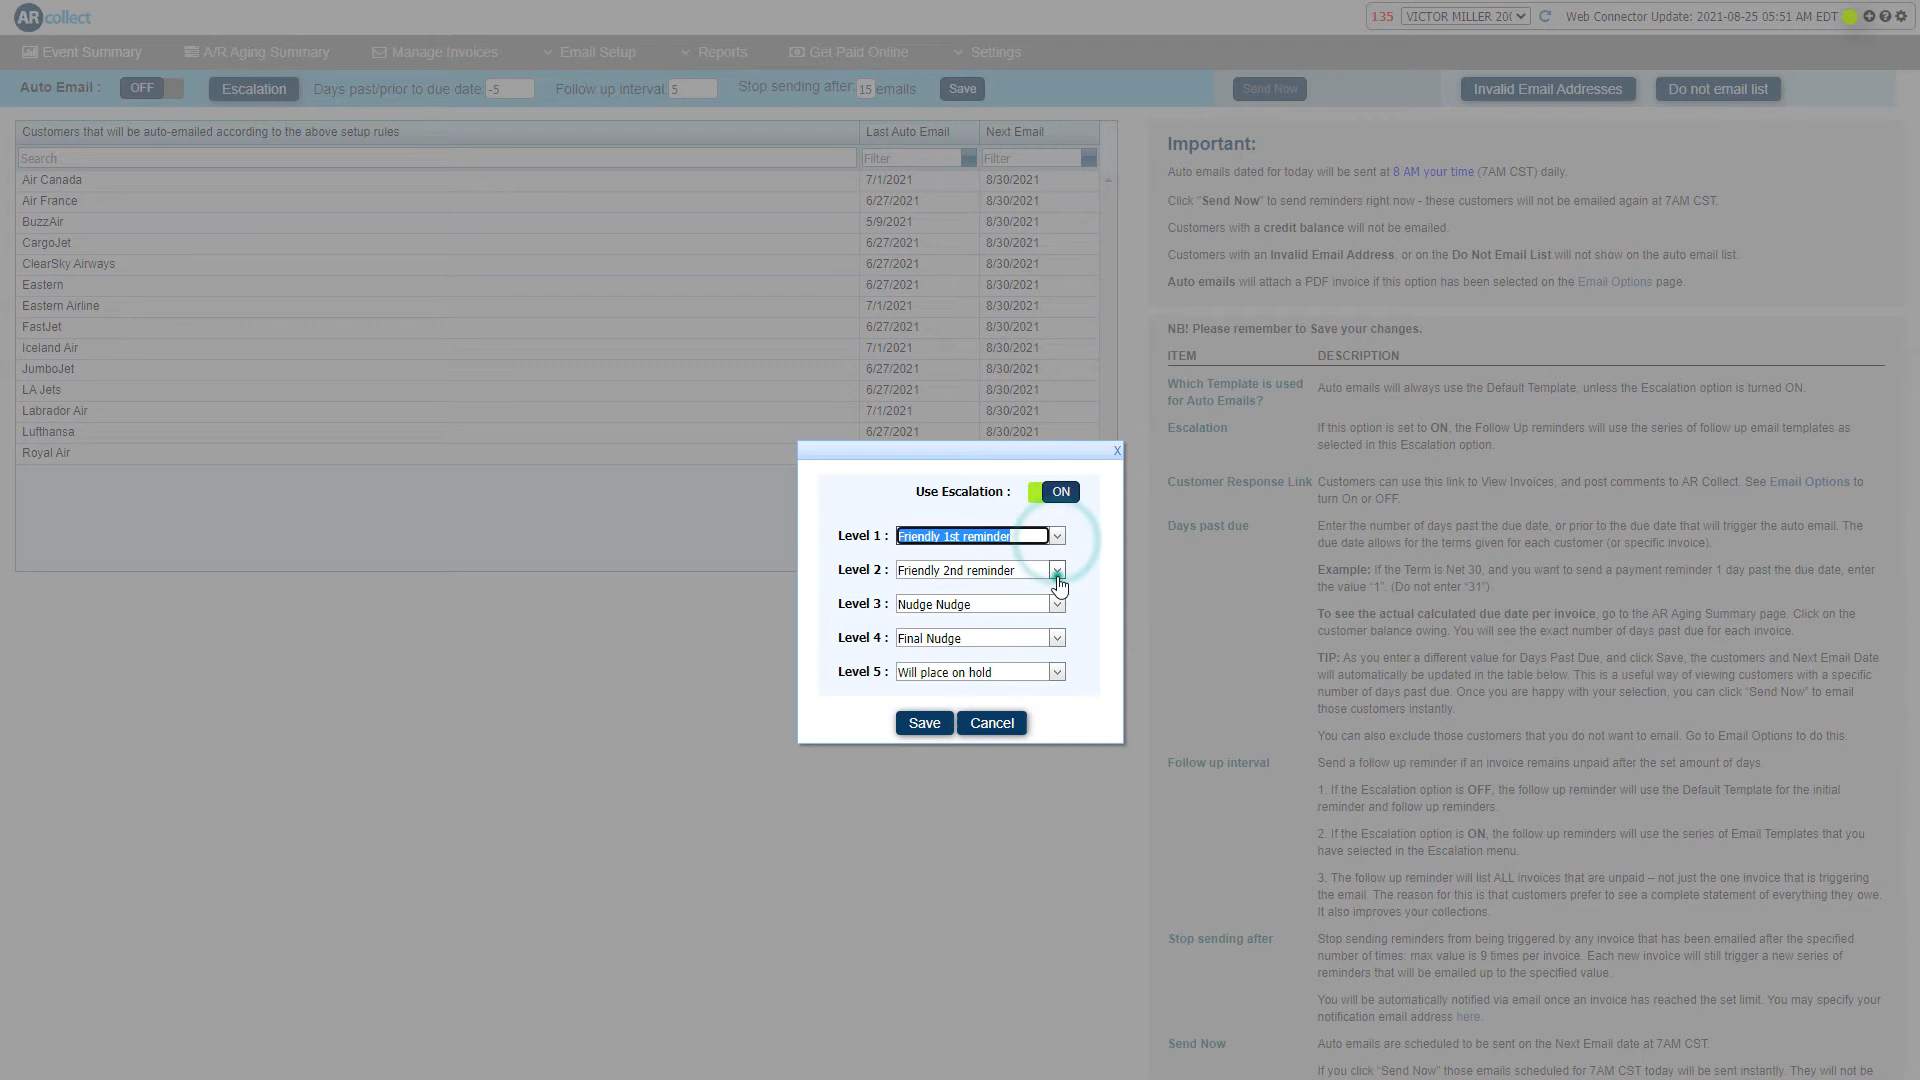 AR collect
135 VICTOR MILLER 20( Web Connector Update: 2021-08-25 05:51 AM EDT
Event Summary A/R Aging Summary Manage Invoices Email Setup Reports Get Paid Online Settings
Auto Email : OFF Escalation Days past/prior to due date: -5 Follow up interval: 5 Stop sending after: 15 emails Save Send Now Invalid Email Addresses Do not email list
Customers that will be auto-emailed according to the above setup rules Last Auto Email Next Email
Search Filter Filter
Air Canada 7/1/2021 8/30/2021
Air France 6/27/2021 8/30/2021
BuzzAir 5/9/2021 8/30/2021
CargoJet 6/27/2021 8/30/2021
ClearSky Airways 6/27/2021 8/30/2021
Eastern 6/27/2021 8/30/2021
Eastern Airline 7/1/2021 8/30/2021
FastJet 6/27/2021 8/30/2021
Iceland Air 7/1/2021 8/30/2021
JumboJet 6/27/2021 8/30/2021
LA Jets 6/27/2021 8/30/2021
Labrador Air 7/1/2021 8/30/2021
Lufthansa 6/27/2021 8/30/2021
Royal Air
X
Use Escalation : ON
Level 1 : Friendly 1st reminder
Level 2 : Friendly 2nd reminder
Level 3 : Nudge Nudge
Level 4 : Final Nudge
Level 5 : Will place on hold
Save Cancel
Important:
Auto emails dated for today will be sent at 8 AM your time (7AM CST) daily.
Click "Send Now" to send reminders right now - these customers will not be emailed again at 7AM CST.
Customers with a credit balance will not be emailed.
Customers with an Invalid Email Address, or on the Do Not Email List will not show on the auto email list.
Auto emails will attach a PDF invoice if this option has been selected on the Email Options page.
NB! Please remember to Save your changes.
ITEM DESCRIPTION
Which Template is used for Auto Emails? Auto emails will always use the Default Template, unless the Escalation option is turned ON.
Escalation If this option is set to ON, the Follow Up reminders will use the series of follow up email templates as
selected in this Escalation option.
Customer Response Link Customers can use this link to View Invoices, and post comments to AR Collect. See Email Options to
turn On or OFF.
Days past due Enter the number of days past the due date, or prior to the due date that will trigger the auto email. The
due date allows for the terms given for each customer (or specific invoice).
Example: If the Term is Net 30, and you want to send a payment reminder 1 day past the due date, enter
the value “1”. (Do not enter “31”)
To see the actual calculated due date per invoice, go to the AR Aging Summary page. Click on the
customer balance owing. You will see the exact number of days past due for each invoice.
TIP: As you enter a different value for Days Past Due, and click Save, the customers and Next Email Date
will automatically be updated in the table below. This is a useful way of viewing customers with a specific
number of days past due. Once you are happy with your selection, you can click “Send Now” to email
those customers instantly.
You can also exclude those customers that you do not want to email. Go to Email Options to do this.
Follow up interval Send a follow up reminder if an invoice remains unpaid after the set amount of days.
1. If the Escalation option is OFF, the follow up reminder will use the Default Template for the initial
reminder and follow up reminders.
2. If the Escalation option is ON, the follow up reminders will use the series of Email Templates that you
have selected in the Escalation menu.
3. The follow up reminder will list ALL invoices that are unpaid – not just the one invoice that is triggering
the email. The reason for this is that customers prefer to see a complete statement of everything they owe.
It also improves your collections.
Stop sending after Stop sending reminders from being triggered by any invoice that has been emailed after the specified
number of times: max value is 9 times per invoice. Each new invoice will still trigger a new series of
reminders that will be emailed up to the specified value.
You will be automatically notified via email once an invoice has reached the set limit. You may specify your
notification email address here.
Send Now Auto emails are scheduled to be sent on the Next Email date at 7AM CST.
If you click “Send Now” those emails scheduled for 7AM CST today will be sent instantly. They will not be